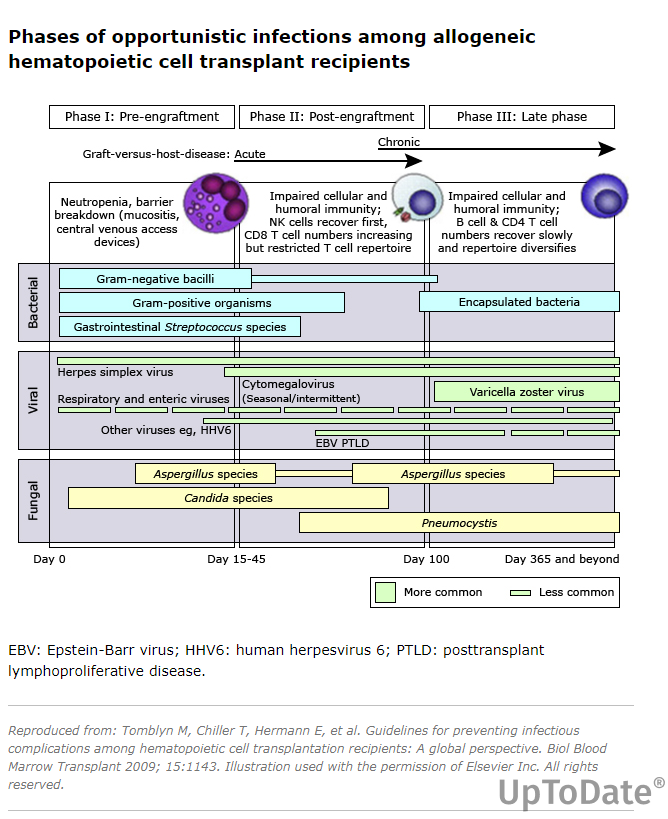 Phases of opportunistic infections among allogeneic
hematopoietic cell transplant recipients
Phase I: Pre-engraftment
Phase II: Post-engraftment
Phase III: Late phase
Chronic
Graft-versus-host-disease: Acute
Neutropenia, barrier
breakdown (mucositis,
central venous access
devices)
Impaired cellular and
humoral immunity;
NK cells recover first,
CD8 T cell numbers increasing
but restricted T cell repertoire
Impaired cellular and
humoral immunity;
B cell & CD4 T cell
numbers recover slowly
and repertoire diversifies
Bacterial
Gram-negative bacilli
Gram-positive organisms
Encapsulated bacteria
Gastrointestinal Streptococcus species
Viral
Herpes simplex virus
Cytomegalovirus
(Seasonal/intermittent)
Varicella zoster virus
Respiratory and enteric viruses
Other viruses eg, HHV6
EBV PTLD
Fungal
Aspergillus species
Aspergillus species
Candida species
Pneumocystis
Day 0
Day 15-45
Day 100
Day 365 and beyond
More common
Less common
EBV: Epstein-Barr virus; HHV6: human herpesvirus 6; PTLD: posttransplant
lymphoproliferative disease.
Reproduced from: Tomblyn M, Chiller T, Hermann E, et al. Guidelines for preventing infectious
complications among hematopoietic cell transplantation recipients: A global perspective. Biol Blood
Marrow Transplant 2009; 15:1143. Illustration used with the permission of Elsevier Inc. All rights
reserved.
UpToDate®